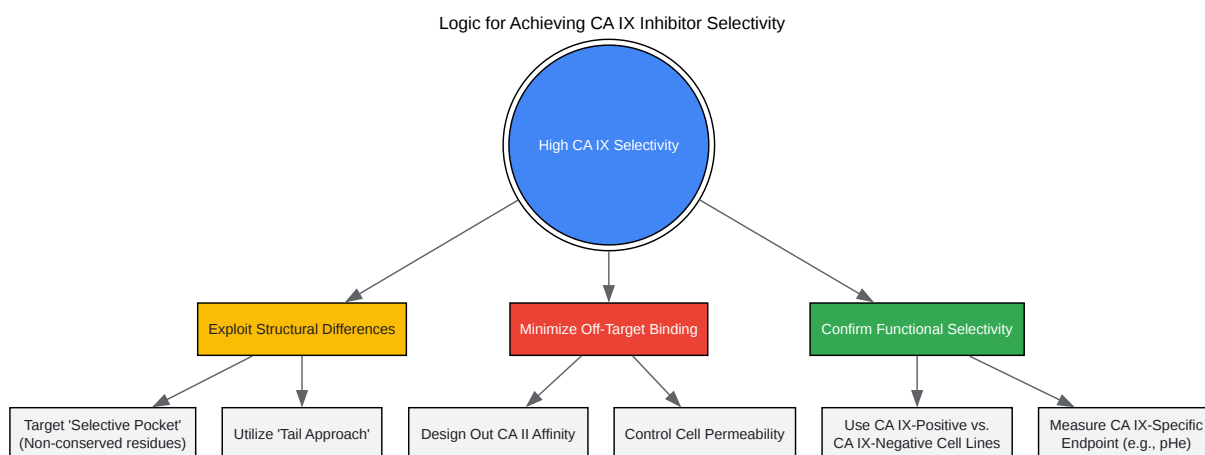 Logic for Achieving CA IX Inhibitor Selectivity
High CA IX Selectivity
Exploit Structural Differences
Minimize Off-Target Binding
Confirm Functional Selectivity
Target 'Selective Pocket'
(Non-conserved residues)
Utilize 'Tail Approach'
Design Out CA II Affinity
Control Cell Permeability
Use CA IX-Positive vs.
CA IX-Negative Cell Lines
Measure CA IX-Specific
Endpoint (e.g., pHe)